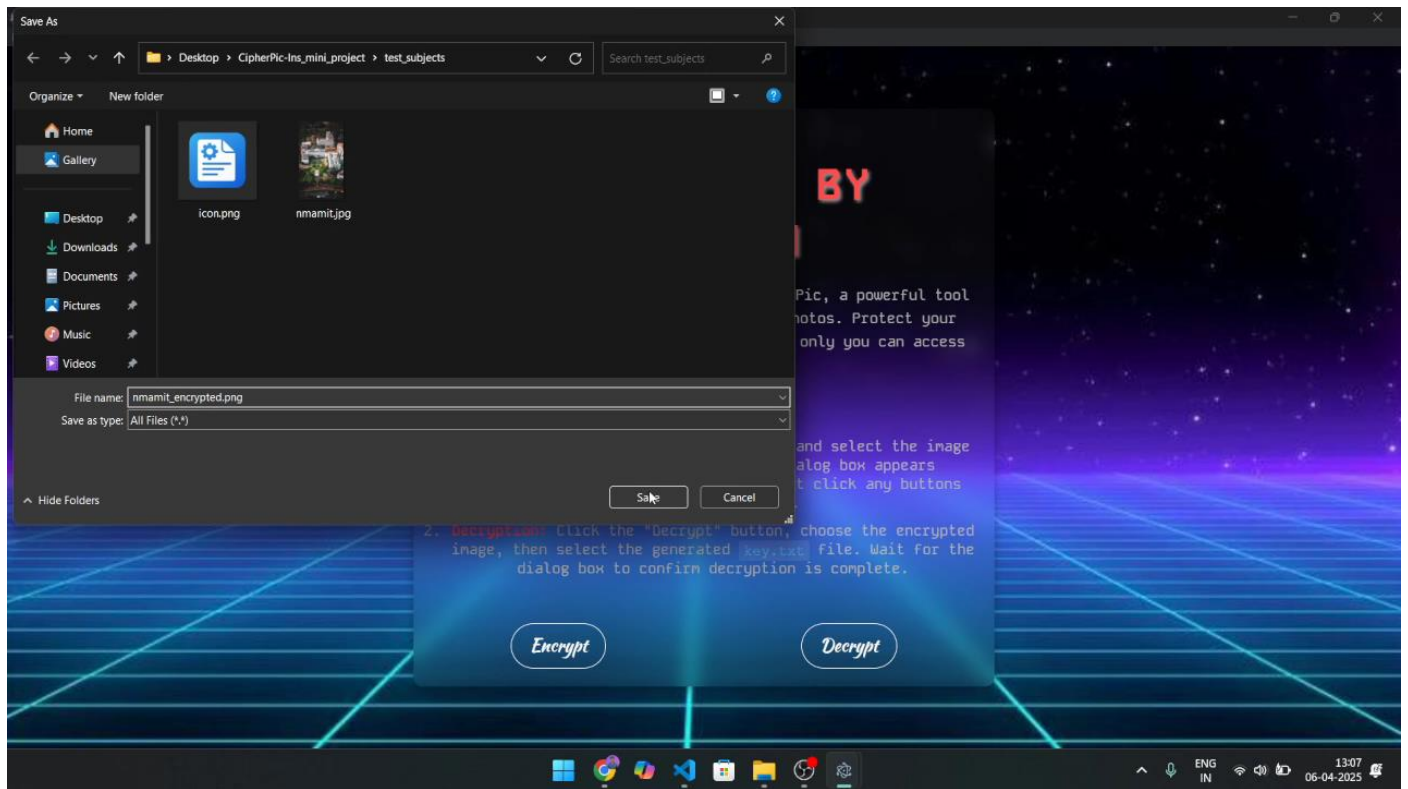 Save As
Desktop > CipherPic-Ins_mini_project > test_subjects
Search test_subjects
Organize
New folder
Home
Gallery
Desktop
Downloads
Documents
Pictures
Music
Videos
icon.png
nmamit.jpg
File name: nmamit_encrypted.png
Save as type: All Files (*.*)
Hide Folders
Save
Cancel
BY
Pic, a powerful tool
hotos. Protect your
only you can access
and select the image
alog box appears
t click any buttons
2. Decryption: Click the "Decrypt" button, choose the encrypted
image, then select the generated key.txt file. Wait for the
dialog box to confirm decryption is complete.
Encrypt
Decrypt
ENG
IN
13:07
06-04-2025